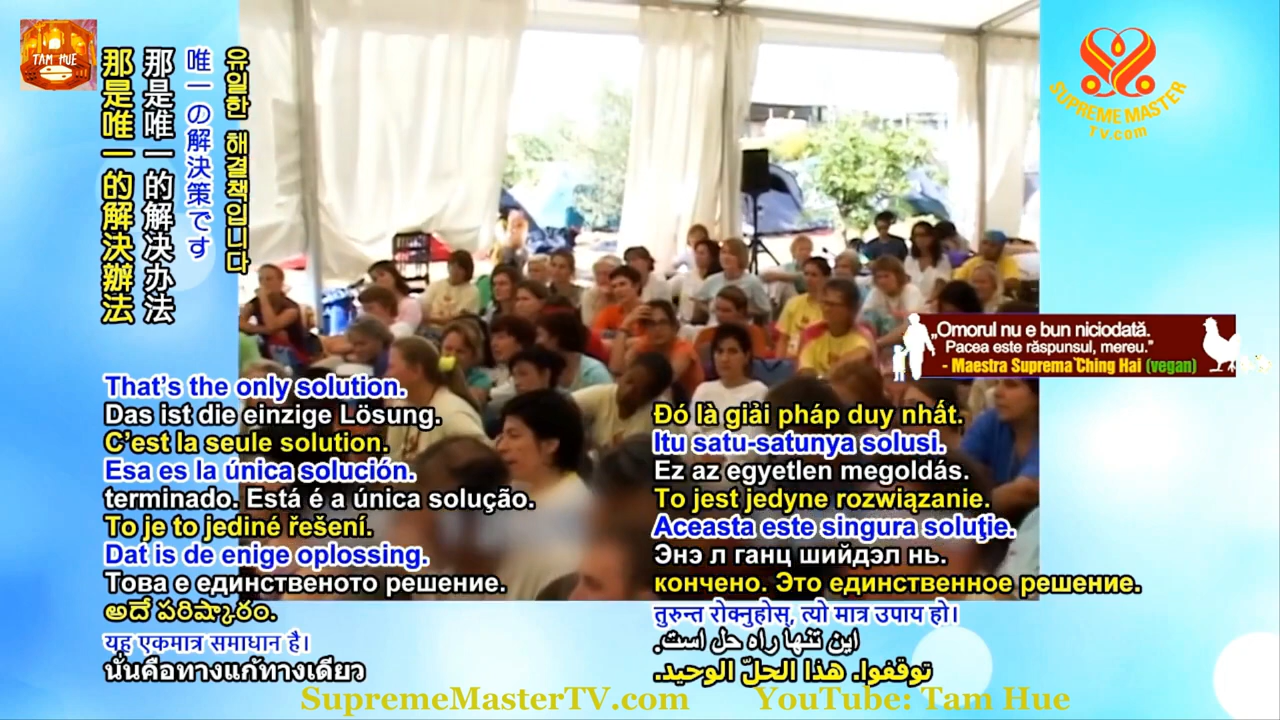 TAM HUE
那是唯一的解決辦法
那是唯一的解决办法
唯一の解決策です
유일한 해결책입니다
SUPREME MASTER
TV.com
„Omorul nu e bun niciodată.
Pacea este răspunsul, mereu.”
- Maestra Suprema Ching Hai (vegan)
That's the only solution.
Das ist die einzige Lösung.
C'est la seule solution.
Esa es la única solución.
terminado. Está é a única solução.
To je to jediné řešení.
Dat is de enige oplossing.
Това е единственото решение.
అదే పరిష్కారం.
यह एकमात्र समाधान है।
นั่นคือทางแก้ทางเดียว
Đó là giải pháp duy nhất.
Itu satu-satunya solusi.
Ez az egyetlen megoldás.
To jest jedyne rozwiązanie.
Aceasta este singura soluţie.
Энэ л ганц шийдэл нь.
кончено. Это единственное решение.
तुरुन्त रोक्नुहोस्, त्यो मात्र उपाय हो।
این تنها راه حل است.
توقفوا. هذا الحلّ الوحيد.
SupremeMasterTV.com
YouTube: Tam Hue